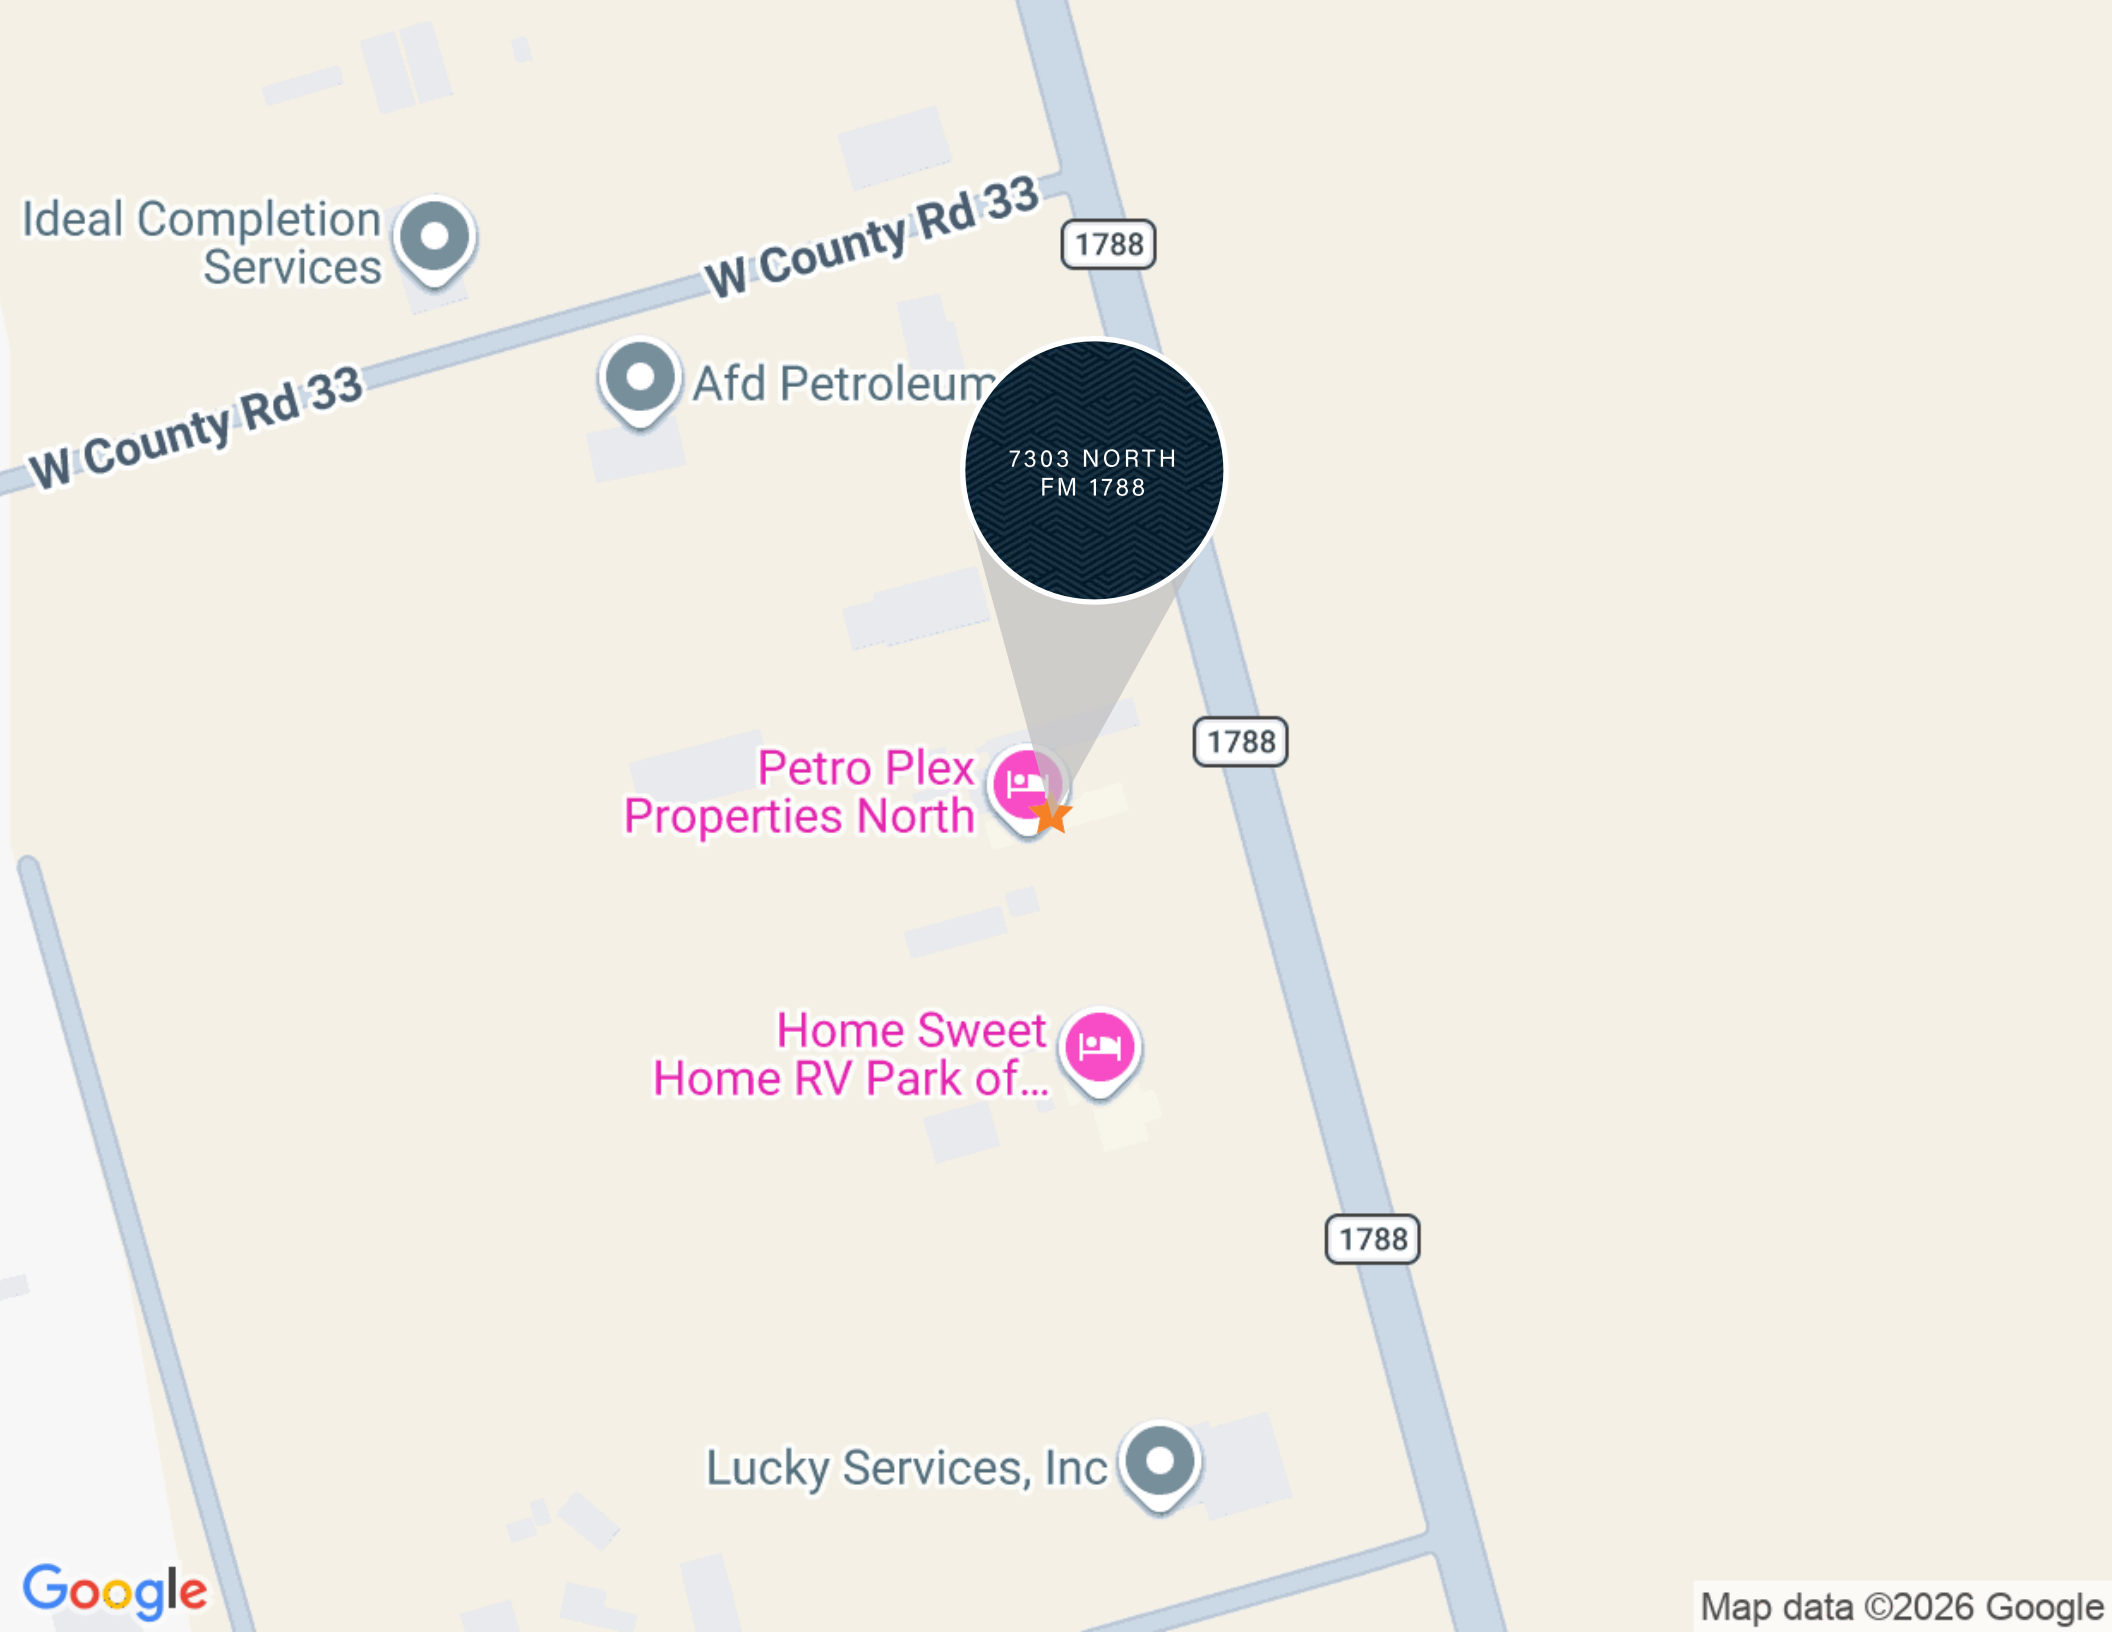 Ideal Completion
Services
W County Rd 33
1788
W County Rd 33
Afd Petroleum
7303 NORTH
FM 1788
1788
Petro Plex
Properties North
Home Sweet
Home RV Park of...
1788
Lucky Services, Inc
Google
Map data ©2026 Google